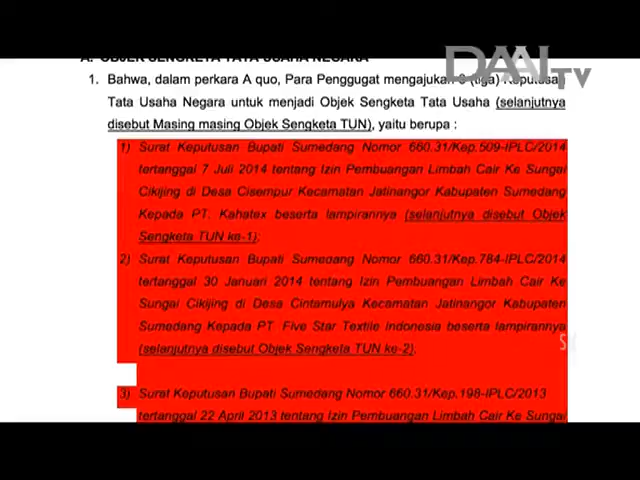 A. OBJEK SENGKETA TATA USAHA NEGARA
DAAI TV
1. Bahwa, dalam perkara A quo, Para Penggugat mengajukan 3 (tiga) Keputusan
Tata Usaha Negara untuk menjadi Objek Sengketa Tata Usaha (selanjutnya
disebut Masing masing Objek Sengketa TUN), yaitu berupa :
1) Surat Keputusan Bupati Sumedang Nomor 660.31/Kep.509-IPLC/2014
tertanggal 7 Juli 2014 tentang Izin Pembuangan Limbah Cair Ke Sungai
Cikijing di Desa Cisempur Kecamatan Jatinangor Kabupaten Sumedang
Kepada PT. Kahatex beserta lampirannya (selanjutnya disebut Objek
Sengketa TUN ke-1);
2) Surat Keputusan Bupati Sumedang Nomor 660.31/Kep.784-IPLC/2014
tertanggal 30 Januari 2014 tentang Izin Pembuangan Limbah Cair Ke
Sungai Cikijing di Desa Cintamulya Kecamatan Jatinangor Kabupaten
Sumedang Kepada PT. Five Star Textile Indonesia beserta lampirannya
(selanjutnya disebut Objek Sengketa TUN ke-2);
3) Surat Keputusan Bupati Sumedang Nomor 660.31/Kep.198-IPLC/2013
tertanggal 22 April 2013 tentang Izin Pembuangan Limbah Cair Ke Sungai